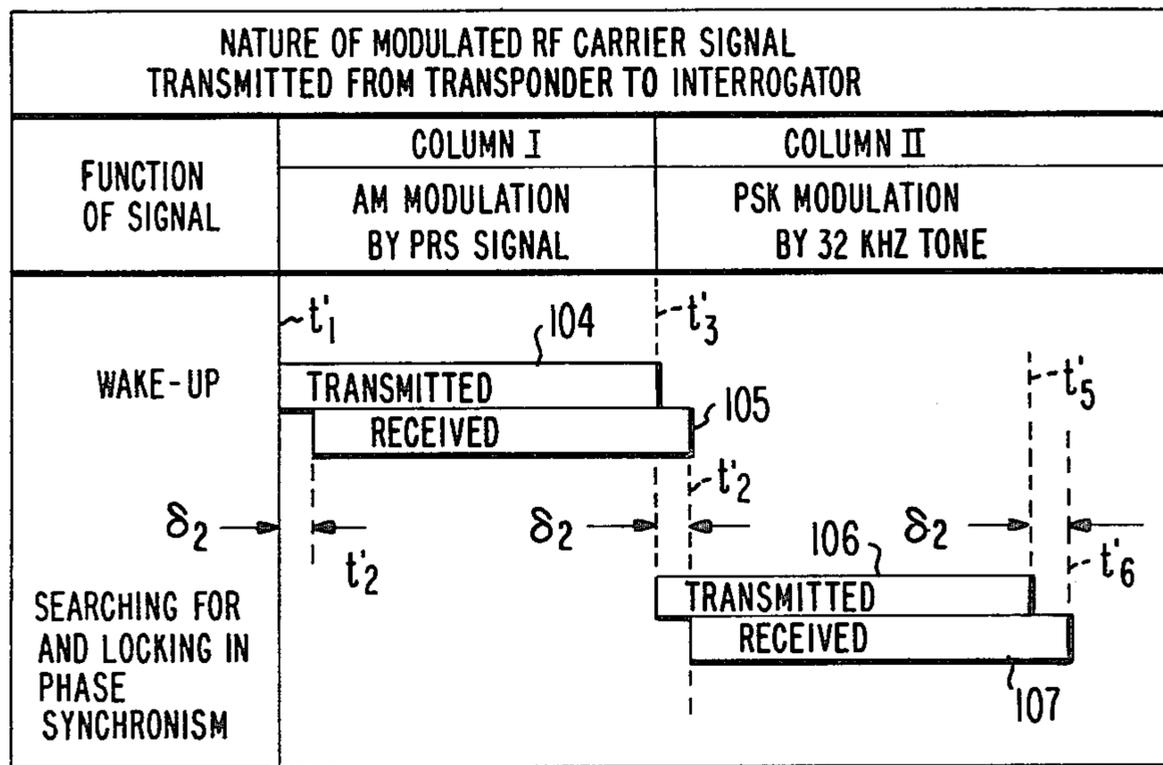 NATURE OF MODULATED RF CARRIER SIGNAL
TRANSMITTED FROM TRANSPONDER TO INTERROGATOR
FUNCTION
OF SIGNAL
COLUMN I
COLUMN II
AM MODULATION
BY PRS SIGNAL
PSK MODULATION
BY 32 KHZ TONE
t'1
104
t'3
WAKE-UP
TRANSMITTED
t'5
RECEIVED
105
t'2
δ2
t'2
δ2
δ2
106
t'6
SEARCHING FOR
AND LOCKING IN
PHASE
SYNCHRONISM
TRANSMITTED
RECEIVED
107